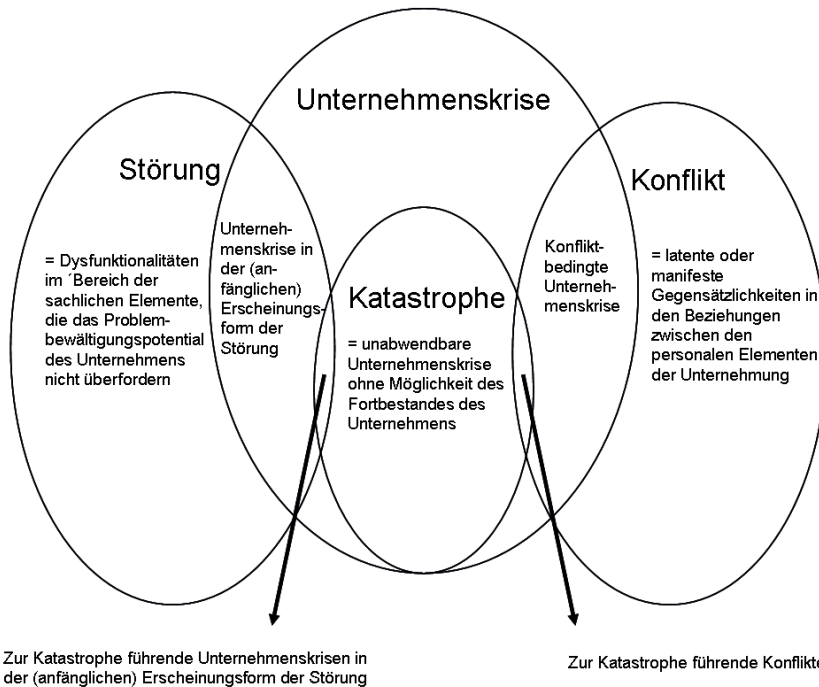 Unternehmenskrise
Störung
= Dysfunktionalitäten
im ´Bereich der
sachlichen Elemente,
die das Problem-
bewältigungspotential
des Unternehmens
nicht überfordern
Unterneh-
menskrise in
der (an-
fänglichen)
Erscheinungs-
form der
Störung
Katastrophe
= unabwendbare
Unternehmenskrise
ohne Möglichkeit des
Fortbestandes des
Unternehmens
Konflikt-
bedingte
Unterneh-
menskrise
Konflikt
= latente oder
manifeste
Gegensätzlichkeiten in
den Beziehungen
zwischen den
personalen Elementen
der Unternehmung
Zur Katastrophe führende Unternehmenskrisen in
der (anfänglichen) Erscheinungsform der Störung
Zur Katastrophe führende Konflikte